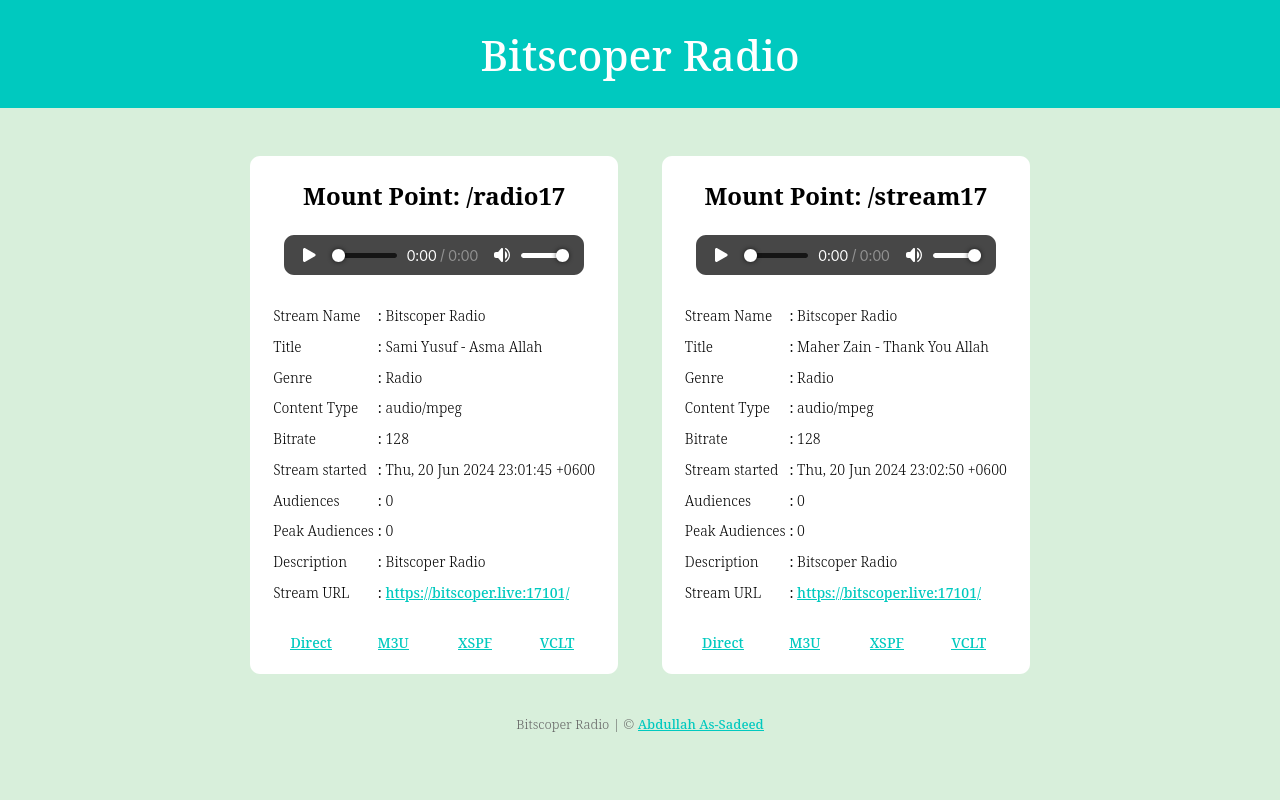 Bitscoper Radio
Mount Point: /radio17
0:00 / 0:00
Stream Name : Bitscoper Radio
Title : Sami Yusuf - Asma Allah
Genre : Radio
Content Type : audio/mpeg
Bitrate : 128
Stream started : Thu, 20 Jun 2024 23:01:45 +0600
Audiences : 0
Peak Audiences : 0
Description : Bitscoper Radio
Stream URL : https://bitscoper.live:17101/
Direct M3U XSPF VCLT
Mount Point: /stream17
0:00 / 0:00
Stream Name : Bitscoper Radio
Title : Maher Zain - Thank You Allah
Genre : Radio
Content Type : audio/mpeg
Bitrate : 128
Stream started : Thu, 20 Jun 2024 23:02:50 +0600
Audiences : 0
Peak Audiences : 0
Description : Bitscoper Radio
Stream URL : https://bitscoper.live:17101/
Direct M3U XSPF VCLT
Bitscoper Radio | © Abdullah As-Sadeed